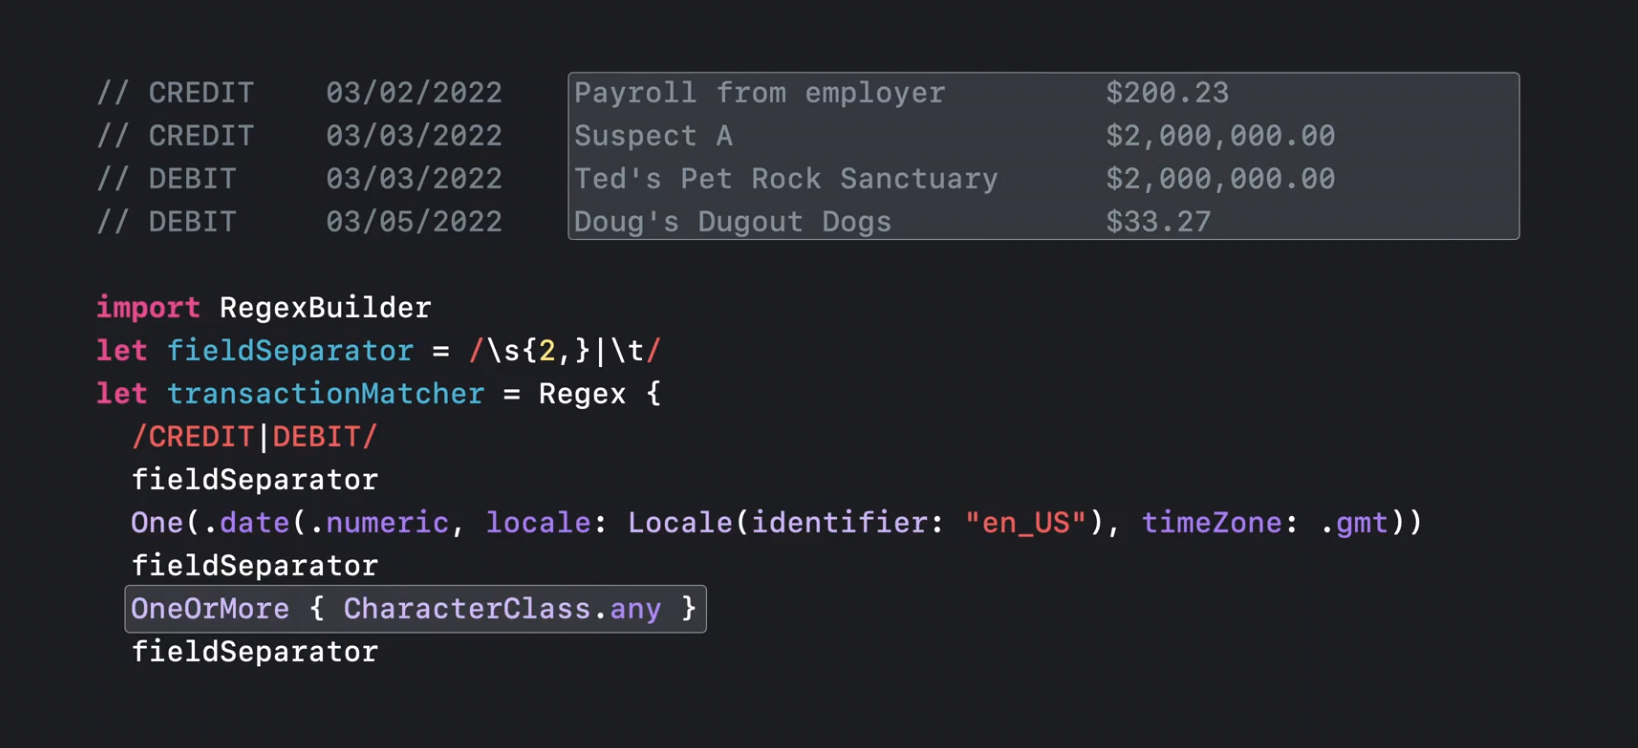 // CREDIT    03/02/2022    Payroll from employer         $200.23
// CREDIT    03/03/2022    Suspect A                     $2,000,000.00
// DEBIT     03/03/2022    Ted's Pet Rock Sanctuary      $2,000,000.00
// DEBIT     03/05/2022    Doug's Dugout Dogs            $33.27
import RegexBuilder
let fieldSeparator = /\s{2,}|\t/
let transactionMatcher = Regex {
  /CREDIT|DEBIT/
  fieldSeparator
  One(.date(.numeric, locale: Locale(identifier: "en_US"), timeZone: .gmt))
  fieldSeparator
  OneOrMore { CharacterClass.any }
  fieldSeparator